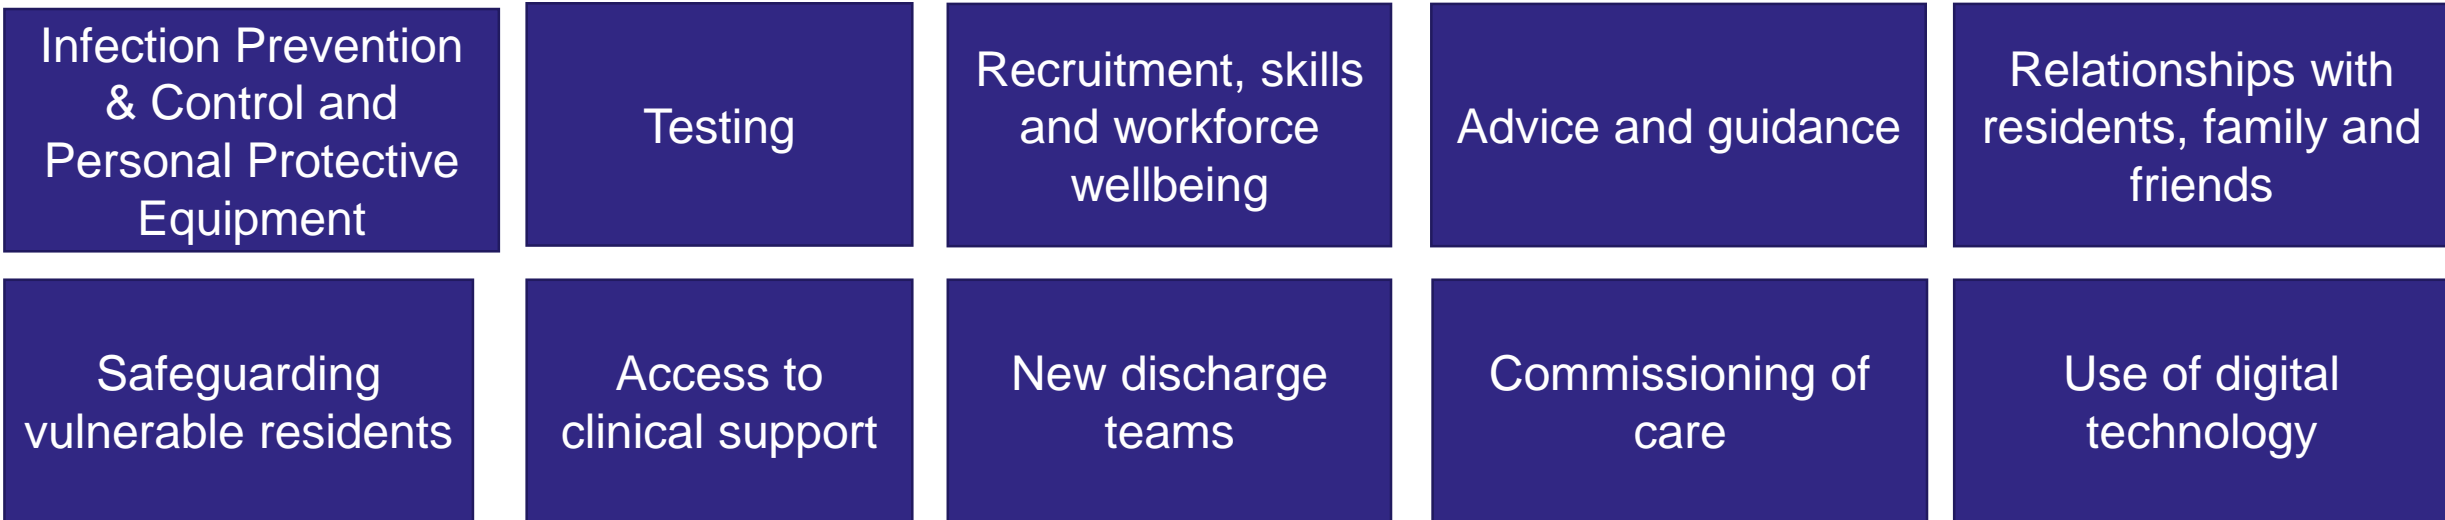 Infection Prevention
& Control and
Personal Protective
Equipment
Testing
Recruitment, skills
and workforce
wellbeing
Advice and guidance
Relationships with
residents, family and
friends
Safeguarding
vulnerable residents
Access to
clinical support
New discharge
teams
Commissioning of
care
Use of digital
technology